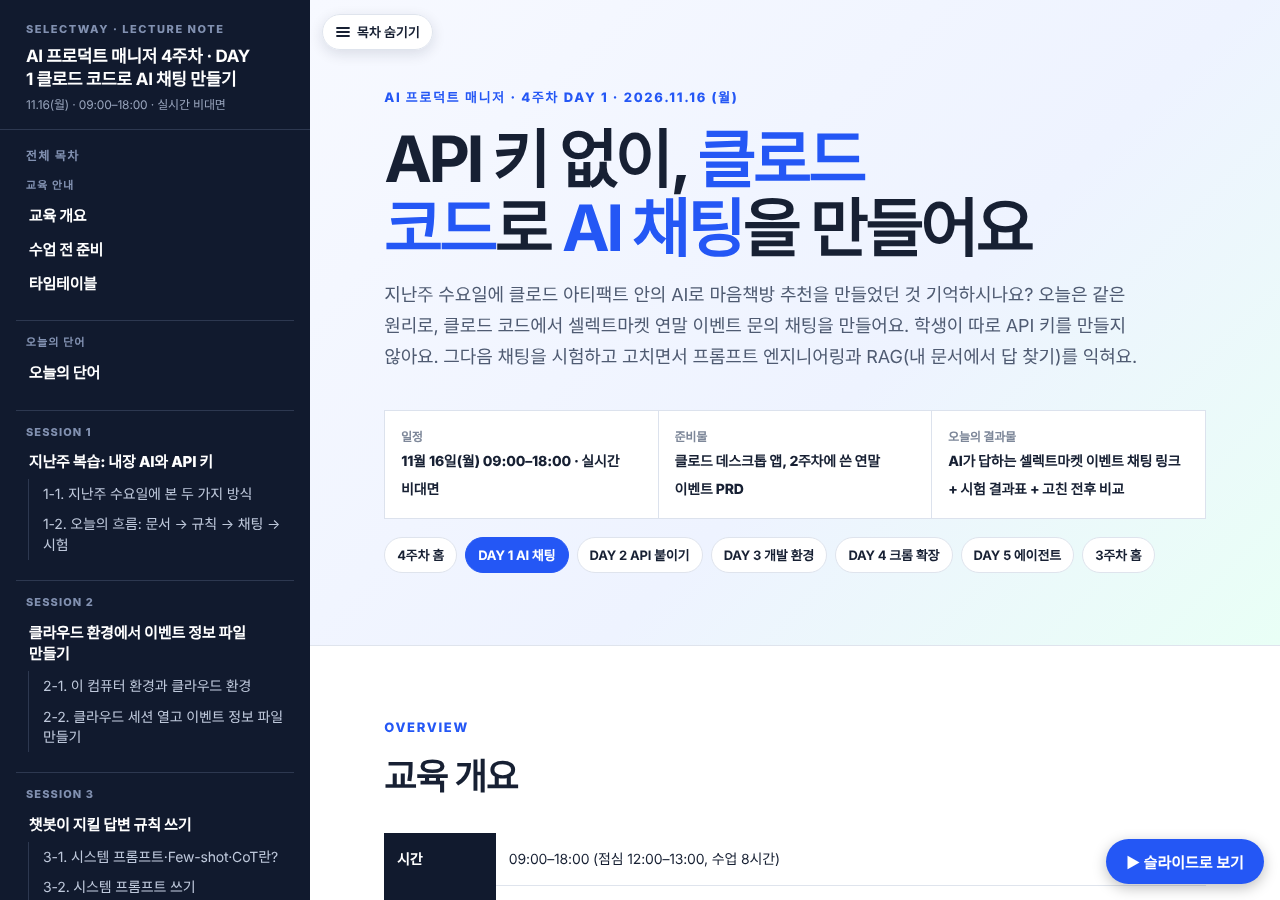 SELECTWAY · LECTURE NOTE
AI 프로덕트 매니저 4주차 · DAY
1 클로드 코드로 AI 채팅 만들기
11.16(월) · 09:00–18:00 · 실시간 비대면
전체 목차
교육 안내
교육 개요
수업 전 준비
타임테이블
오늘의 단어
오늘의 단어
SESSION 1
지난주 복습: 내장 AI와 API 키
1-1. 지난주 수요일에 본 두 가지 방식
1-2. 오늘의 흐름: 문서 → 규칙 → 채팅 →
시험
SESSION 2
클라우드 환경에서 이벤트 정보 파일
만들기
2-1. 이 컴퓨터 환경과 클라우드 환경
2-2. 클라우드 세션 열고 이벤트 정보 파일
만들기
SESSION 3
챗봇이 지킬 답변 규칙 쓰기
3-1. 시스템 프롬프트·Few-shot·CoT란?
3-2. 시스템 프롬프트 쓰기
목차 숨기기
AI 프로덕트 매니저 · 4주차 DAY 1 · 2026.11.16 (월)
API 키 없이, 클로드
코드로 AI 채팅을 만들어요
지난주 수요일에 클로드 아티팩트 안의 AI로 마음책방 추천을 만들었던 것 기억하시나요? 오늘은 같은
원리로, 클로드 코드에서 셀렉트마켓 연말 이벤트 문의 채팅을 만들어요. 학생이 따로 API 키를 만들지
않아요. 그다음 채팅을 시험하고 고치면서 프롬프트 엔지니어링과 RAG(내 문서에서 답 찾기)를 익혀요.
일정
11월 16일(월) 09:00–18:00 · 실시간
비대면
준비물
클로드 데스크톱 앱, 2주차에 쓴 연말
이벤트 PRD
오늘의 결과물
AI가 답하는 셀렉트마켓 이벤트 채팅 링크
+ 시험 결과표 + 고친 전후 비교
4주차 홈
DAY 1 AI 채팅
DAY 2 API 붙이기
DAY 3 개발 환경
DAY 4 크롬 확장
DAY 5 에이전트
3주차 홈
OVERVIEW
교육 개요
시간
09:00–18:00 (점심 12:00–13:00, 수업 8시간)
▶ 슬라이드로 보기